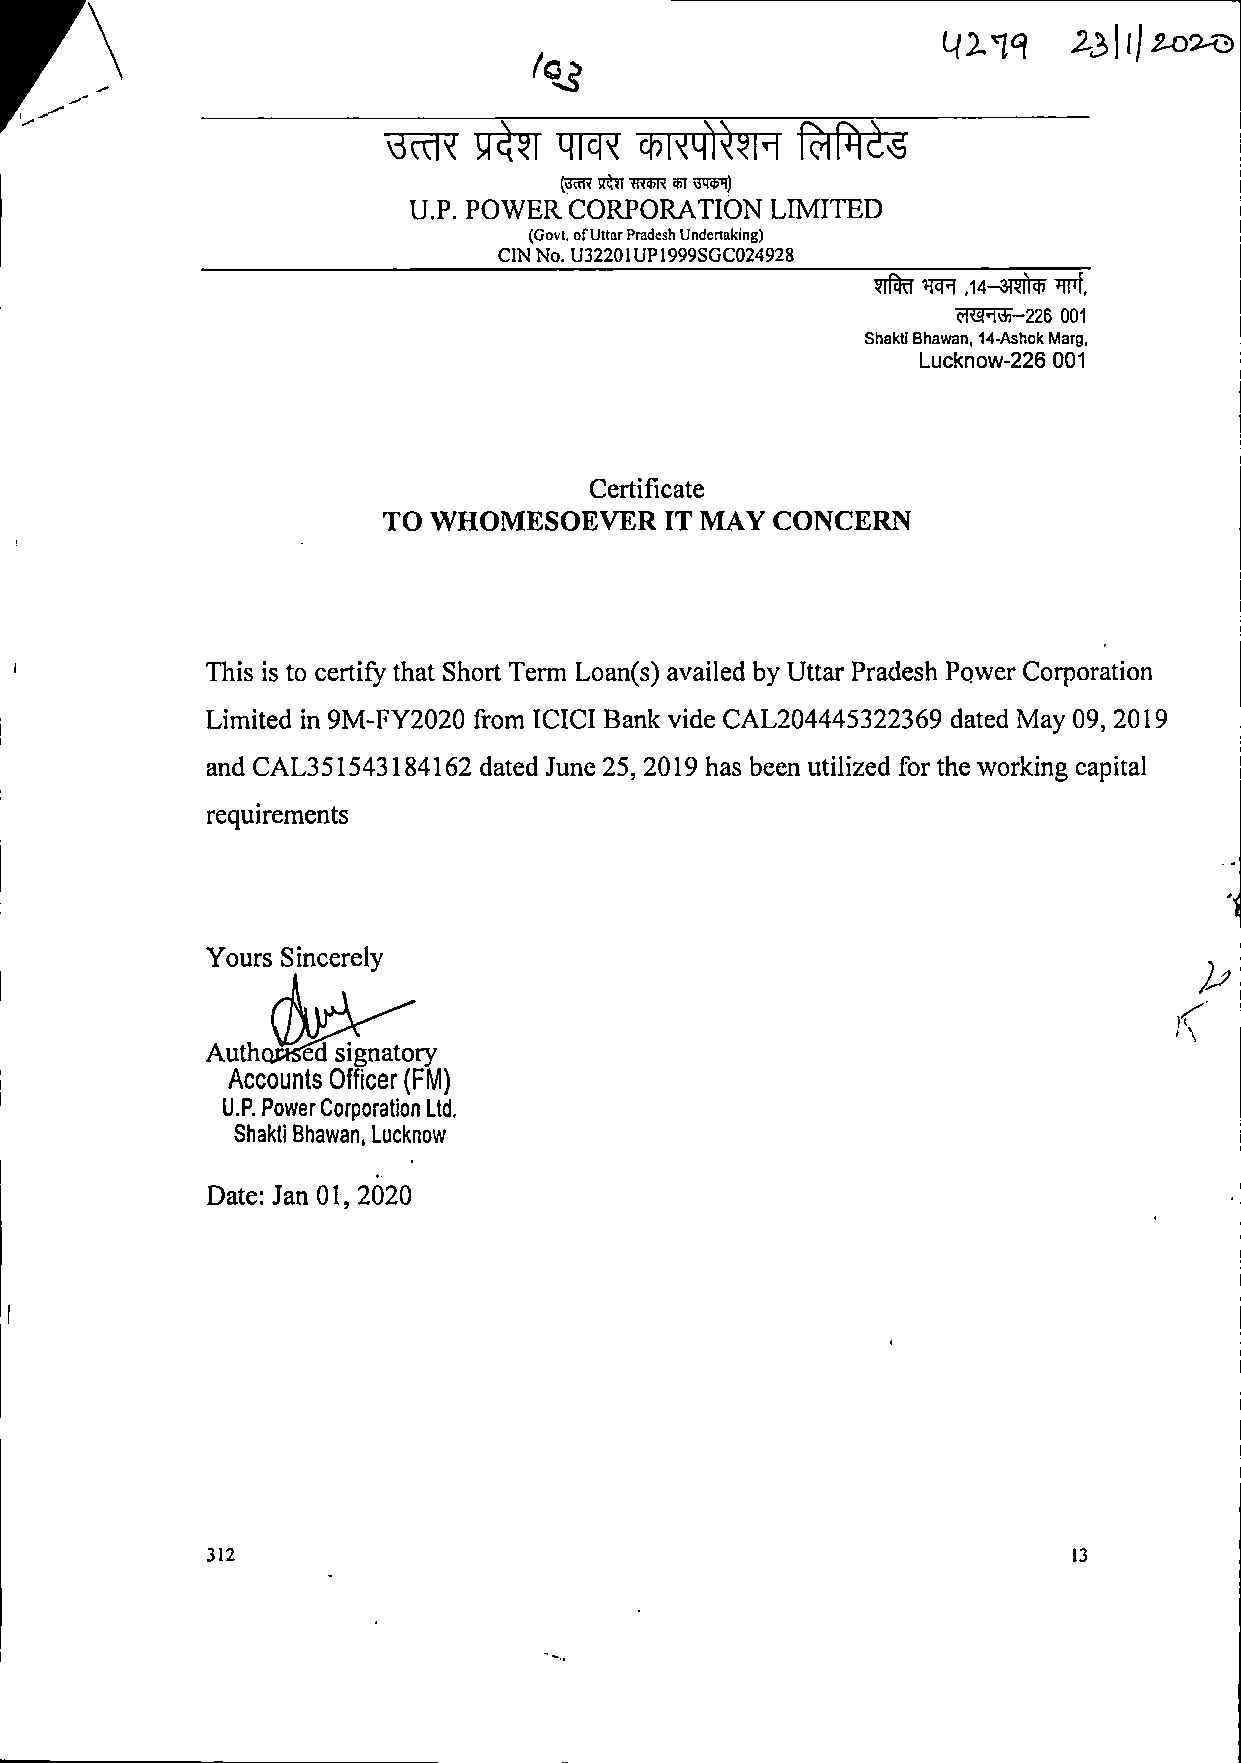 4279 23|1|2020
103
उत्तर प्रदेश पावर कारपोरेशन लिमिटेड
(उत्तर प्रदेश सरकार का उपक्रम)
U.P. POWER CORPORATION LIMITED
(Govt. of Uttar Pradesh Undertaking)
CIN No. U32201UP1999SGC024928
शक्ति भवन ,14–अशोक मार्ग,
लखनऊ–226 001
Shakti Bhawan, 14-Ashok Marg,
Lucknow-226 001
Certificate
TO WHOMESOEVER IT MAY CONCERN
This is to certify that Short Term Loan(s) availed by Uttar Pradesh Power Corporation
Limited in 9M-FY2020 from ICICI Bank vide CAL204445322369 dated May 09, 2019
and CAL351543184162 dated June 25, 2019 has been utilized for the working capital
requirements
Yours Sincerely
Authorised signatory
Accounts Officer (FM)
U.P. Power Corporation Ltd.
Shakti Bhawan, Lucknow
Date: Jan 01, 2020
312 13